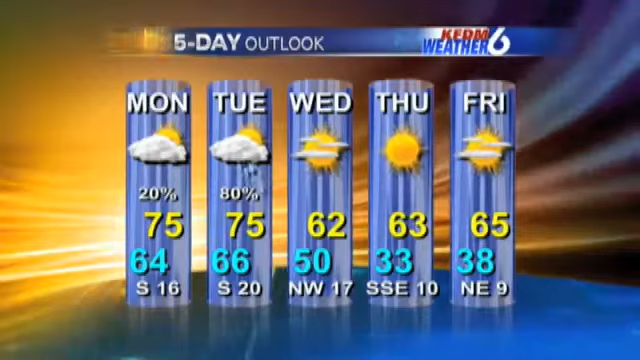 5-DAY OUTLOOK
KFDM
WEATHER 6
MON TUE WED THU FRI
20% 80%
75 75 62 63 65
64 66 50 33 38
S 16 S 20 NW 17 SSE 10 NE 9